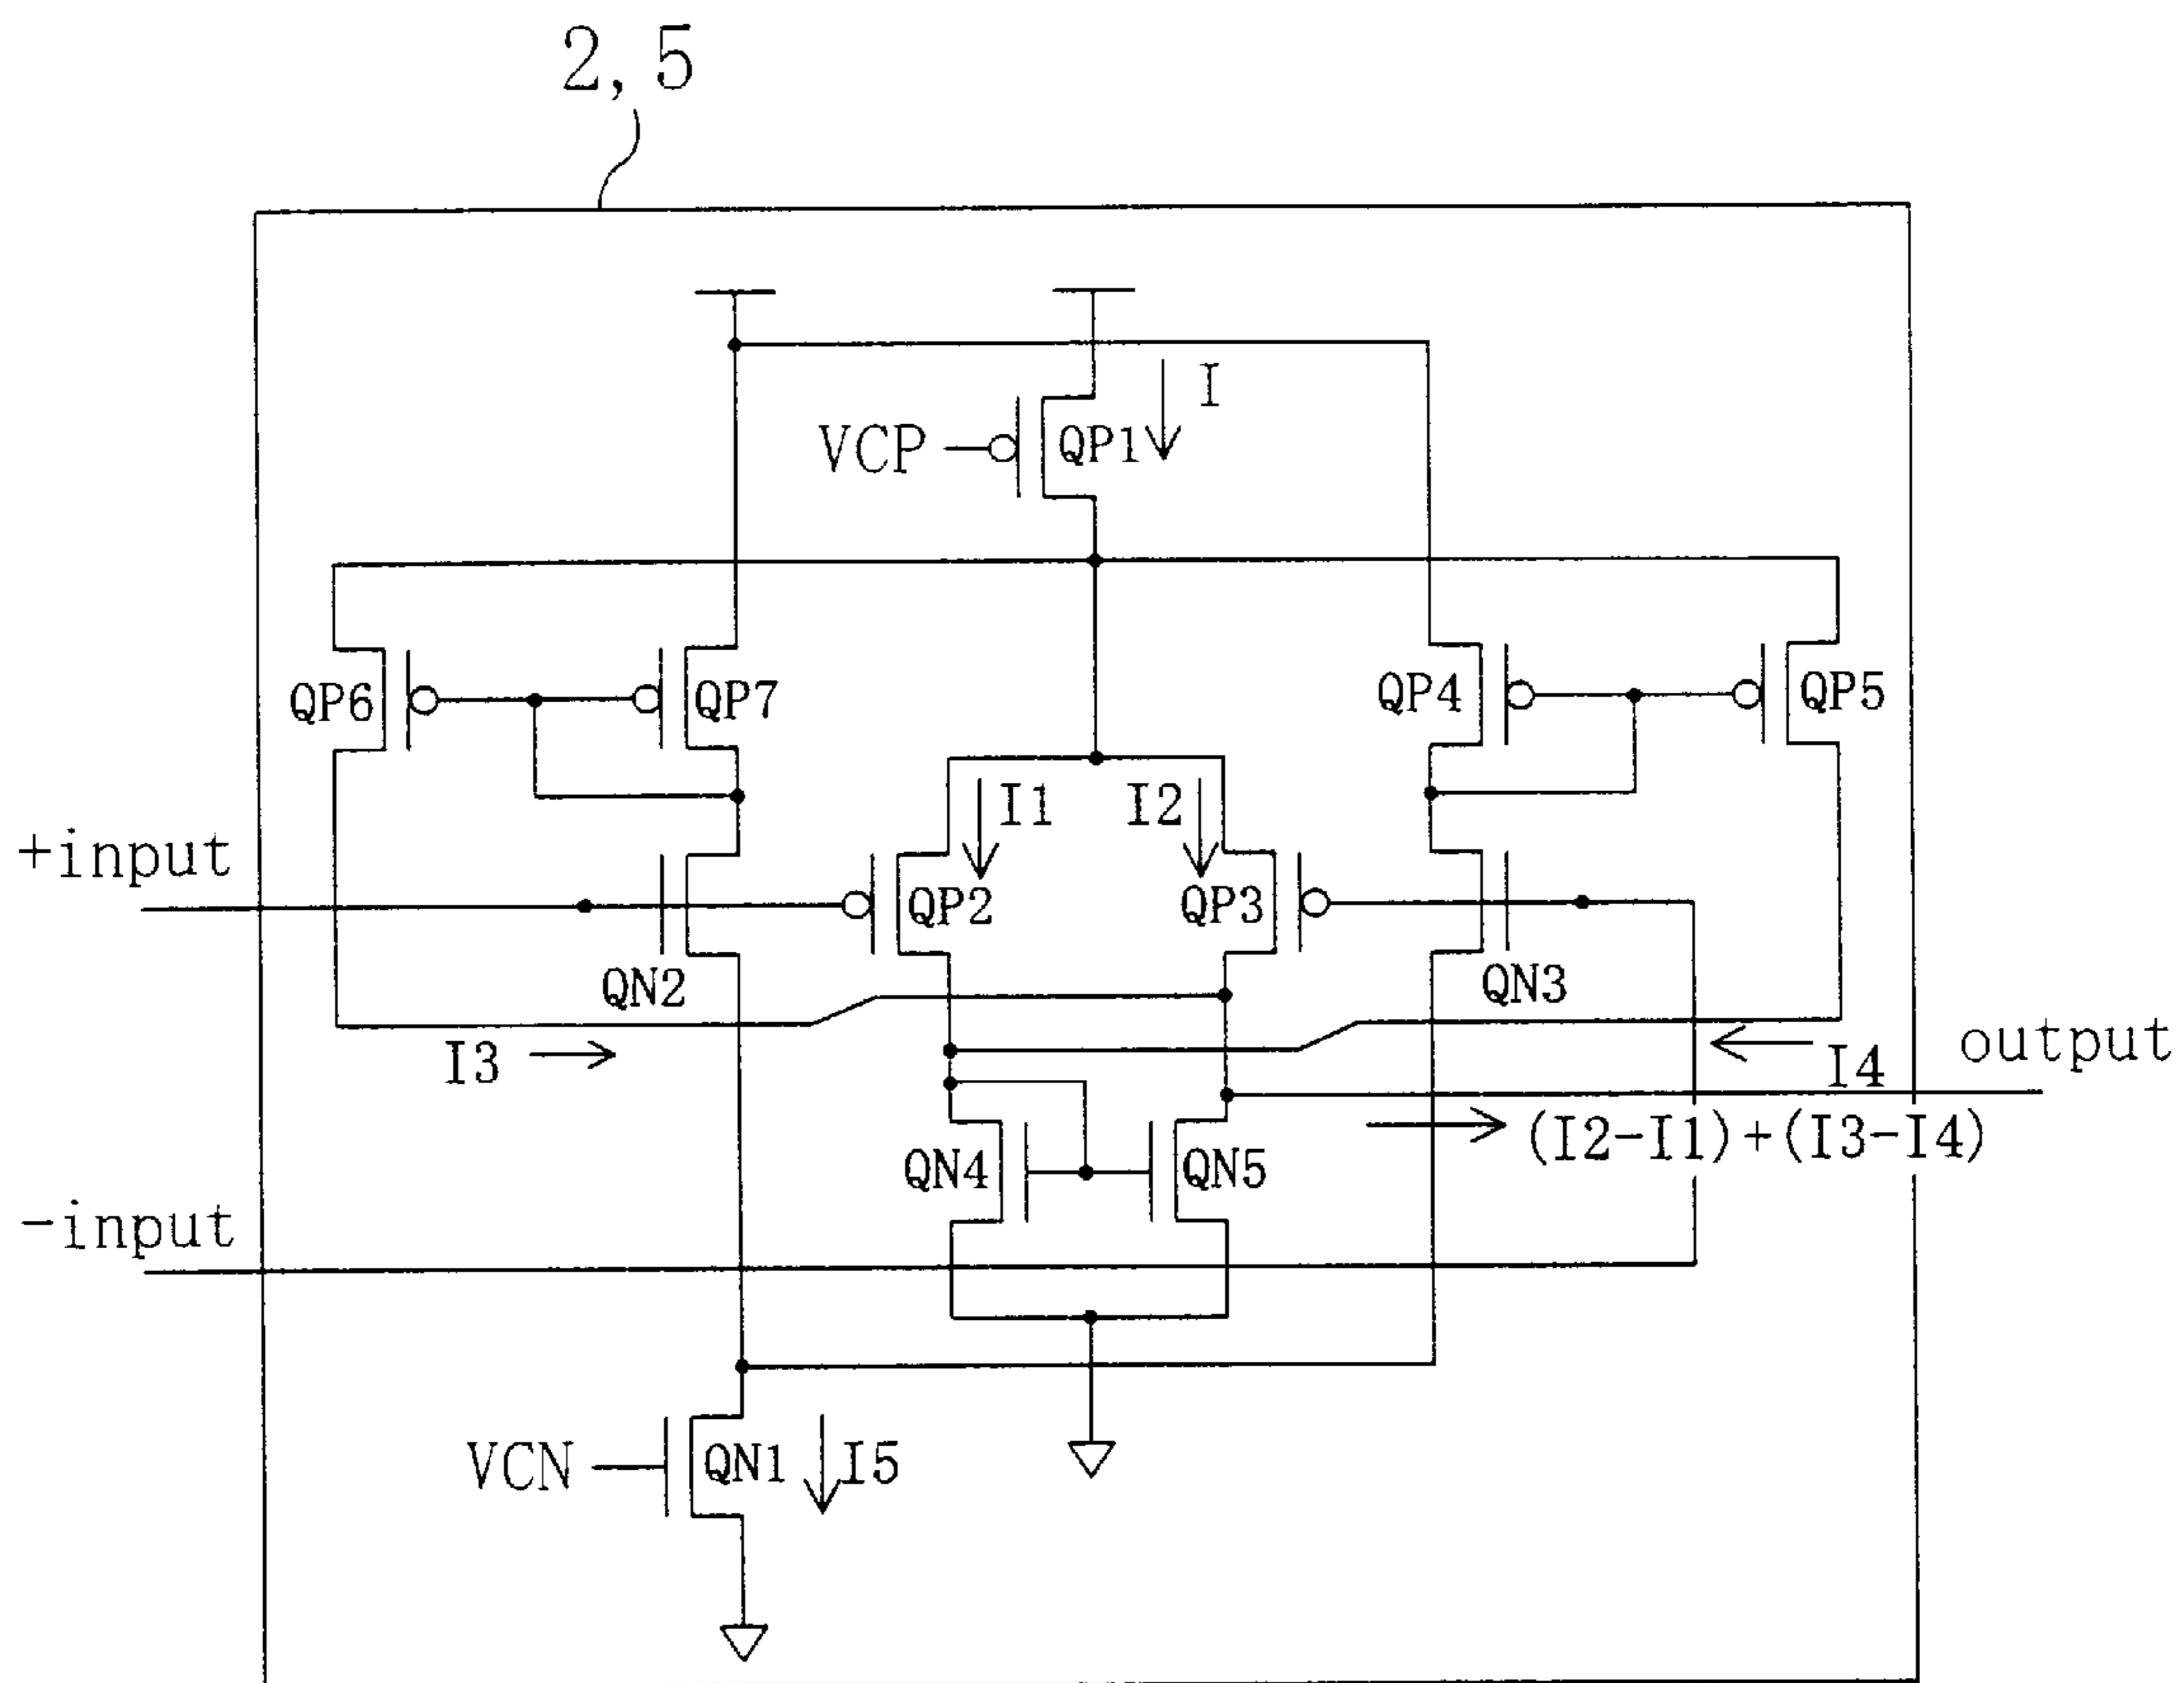 2, 5
I
VCP
QP1
QP6
QP7
QP4
QP5
I1
I2
+input
QP2
QP3
QN2
QN3
I3
I4
output
(I2-I1)+(I3-I4)
QN4
QN5
-input
VCN
QN1
I5